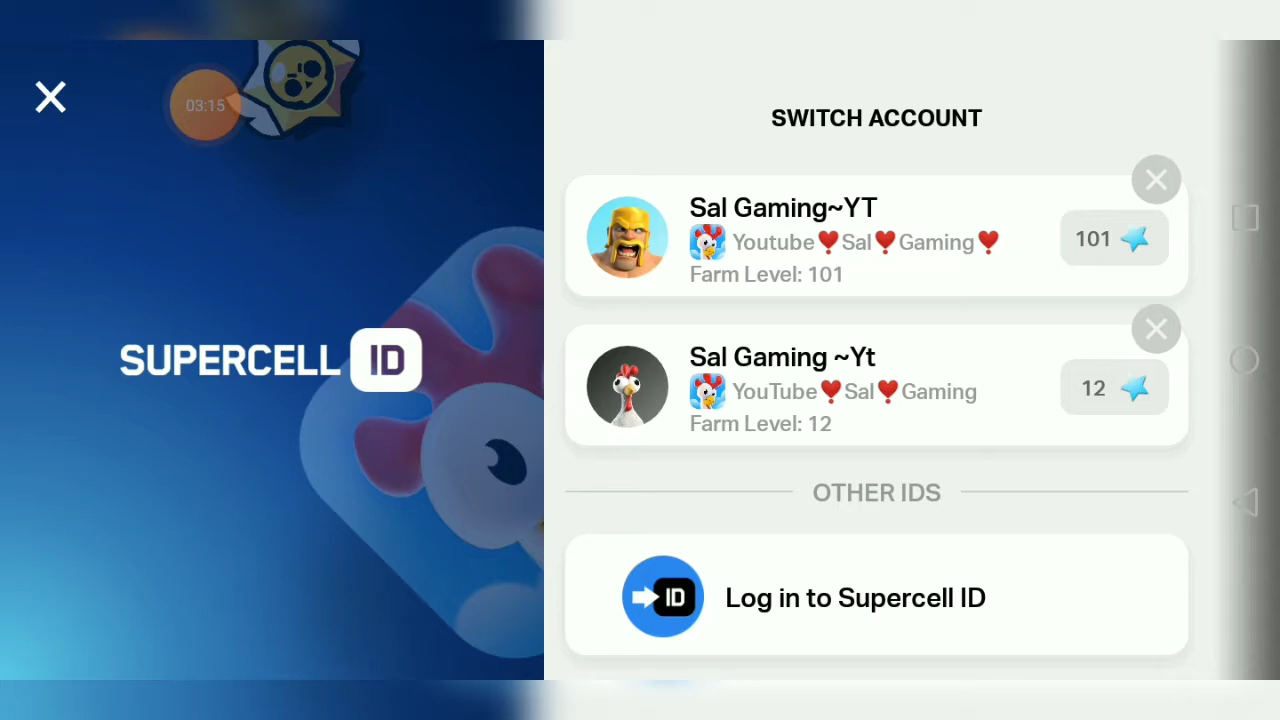 03:15
SUPERCELL ID
SWITCH ACCOUNT
Sal Gaming~YT
Youtube❣Sal❣Gaming❣
Farm Level: 101
101
Sal Gaming ~Yt
YouTube❣Sal❣Gaming
Farm Level: 12
12
OTHER IDS
ID
Log in to Supercell ID